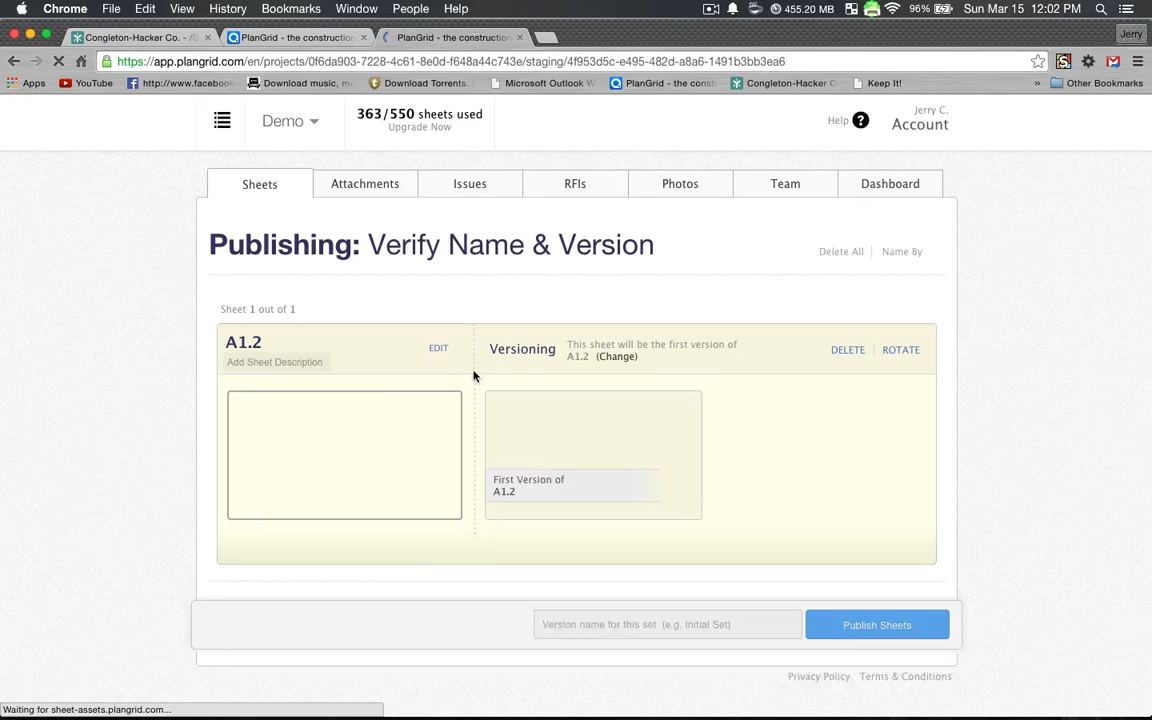 Chrome File Edit View History Bookmarks Window People Help 455.20 MB 96% Sun Mar 15 12:02 PM
Congleton-Hacker Co. - /S PlanGrid - the construction PlanGrid - the construction Jerry
https://app.plangrid.com/en/projects/0f6da903-7228-4c61-8e0d-f648a44c743e/staging/4f953d5c-e495-482d-a8a6-1491b3bb3ea6
Apps YouTube http://www.facebook Download music, m Download Torrents. Microsoft Outlook W PlanGrid - the const Congleton-Hacker C Keep It! » Other Bookmarks
Demo 363/550 sheets used Help ? Jerry C.
Upgrade Now Account
Sheets Attachments Issues RFIs Photos Team Dashboard
Publishing: Verify Name & Version Delete All Name By
Sheet 1 out of 1
A1.2 EDIT Versioning This sheet will be the first version of DELETE ROTATE
Add Sheet Description A1.2 (Change)
First Version of
A1.2
Version name for this set (e.g. Initial Set) Publish Sheets
Privacy Policy Terms & Conditions
Waiting for sheet-assets.plangrid.com...